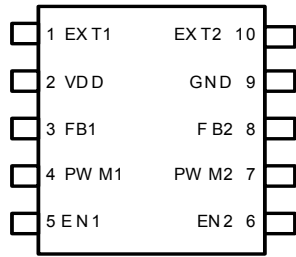 1 EXT1 EXT2 10
2 VDD GND 9
3 FB1 FB2 8
4 PWM1 PWM2 7
5 EN1 EN2 6